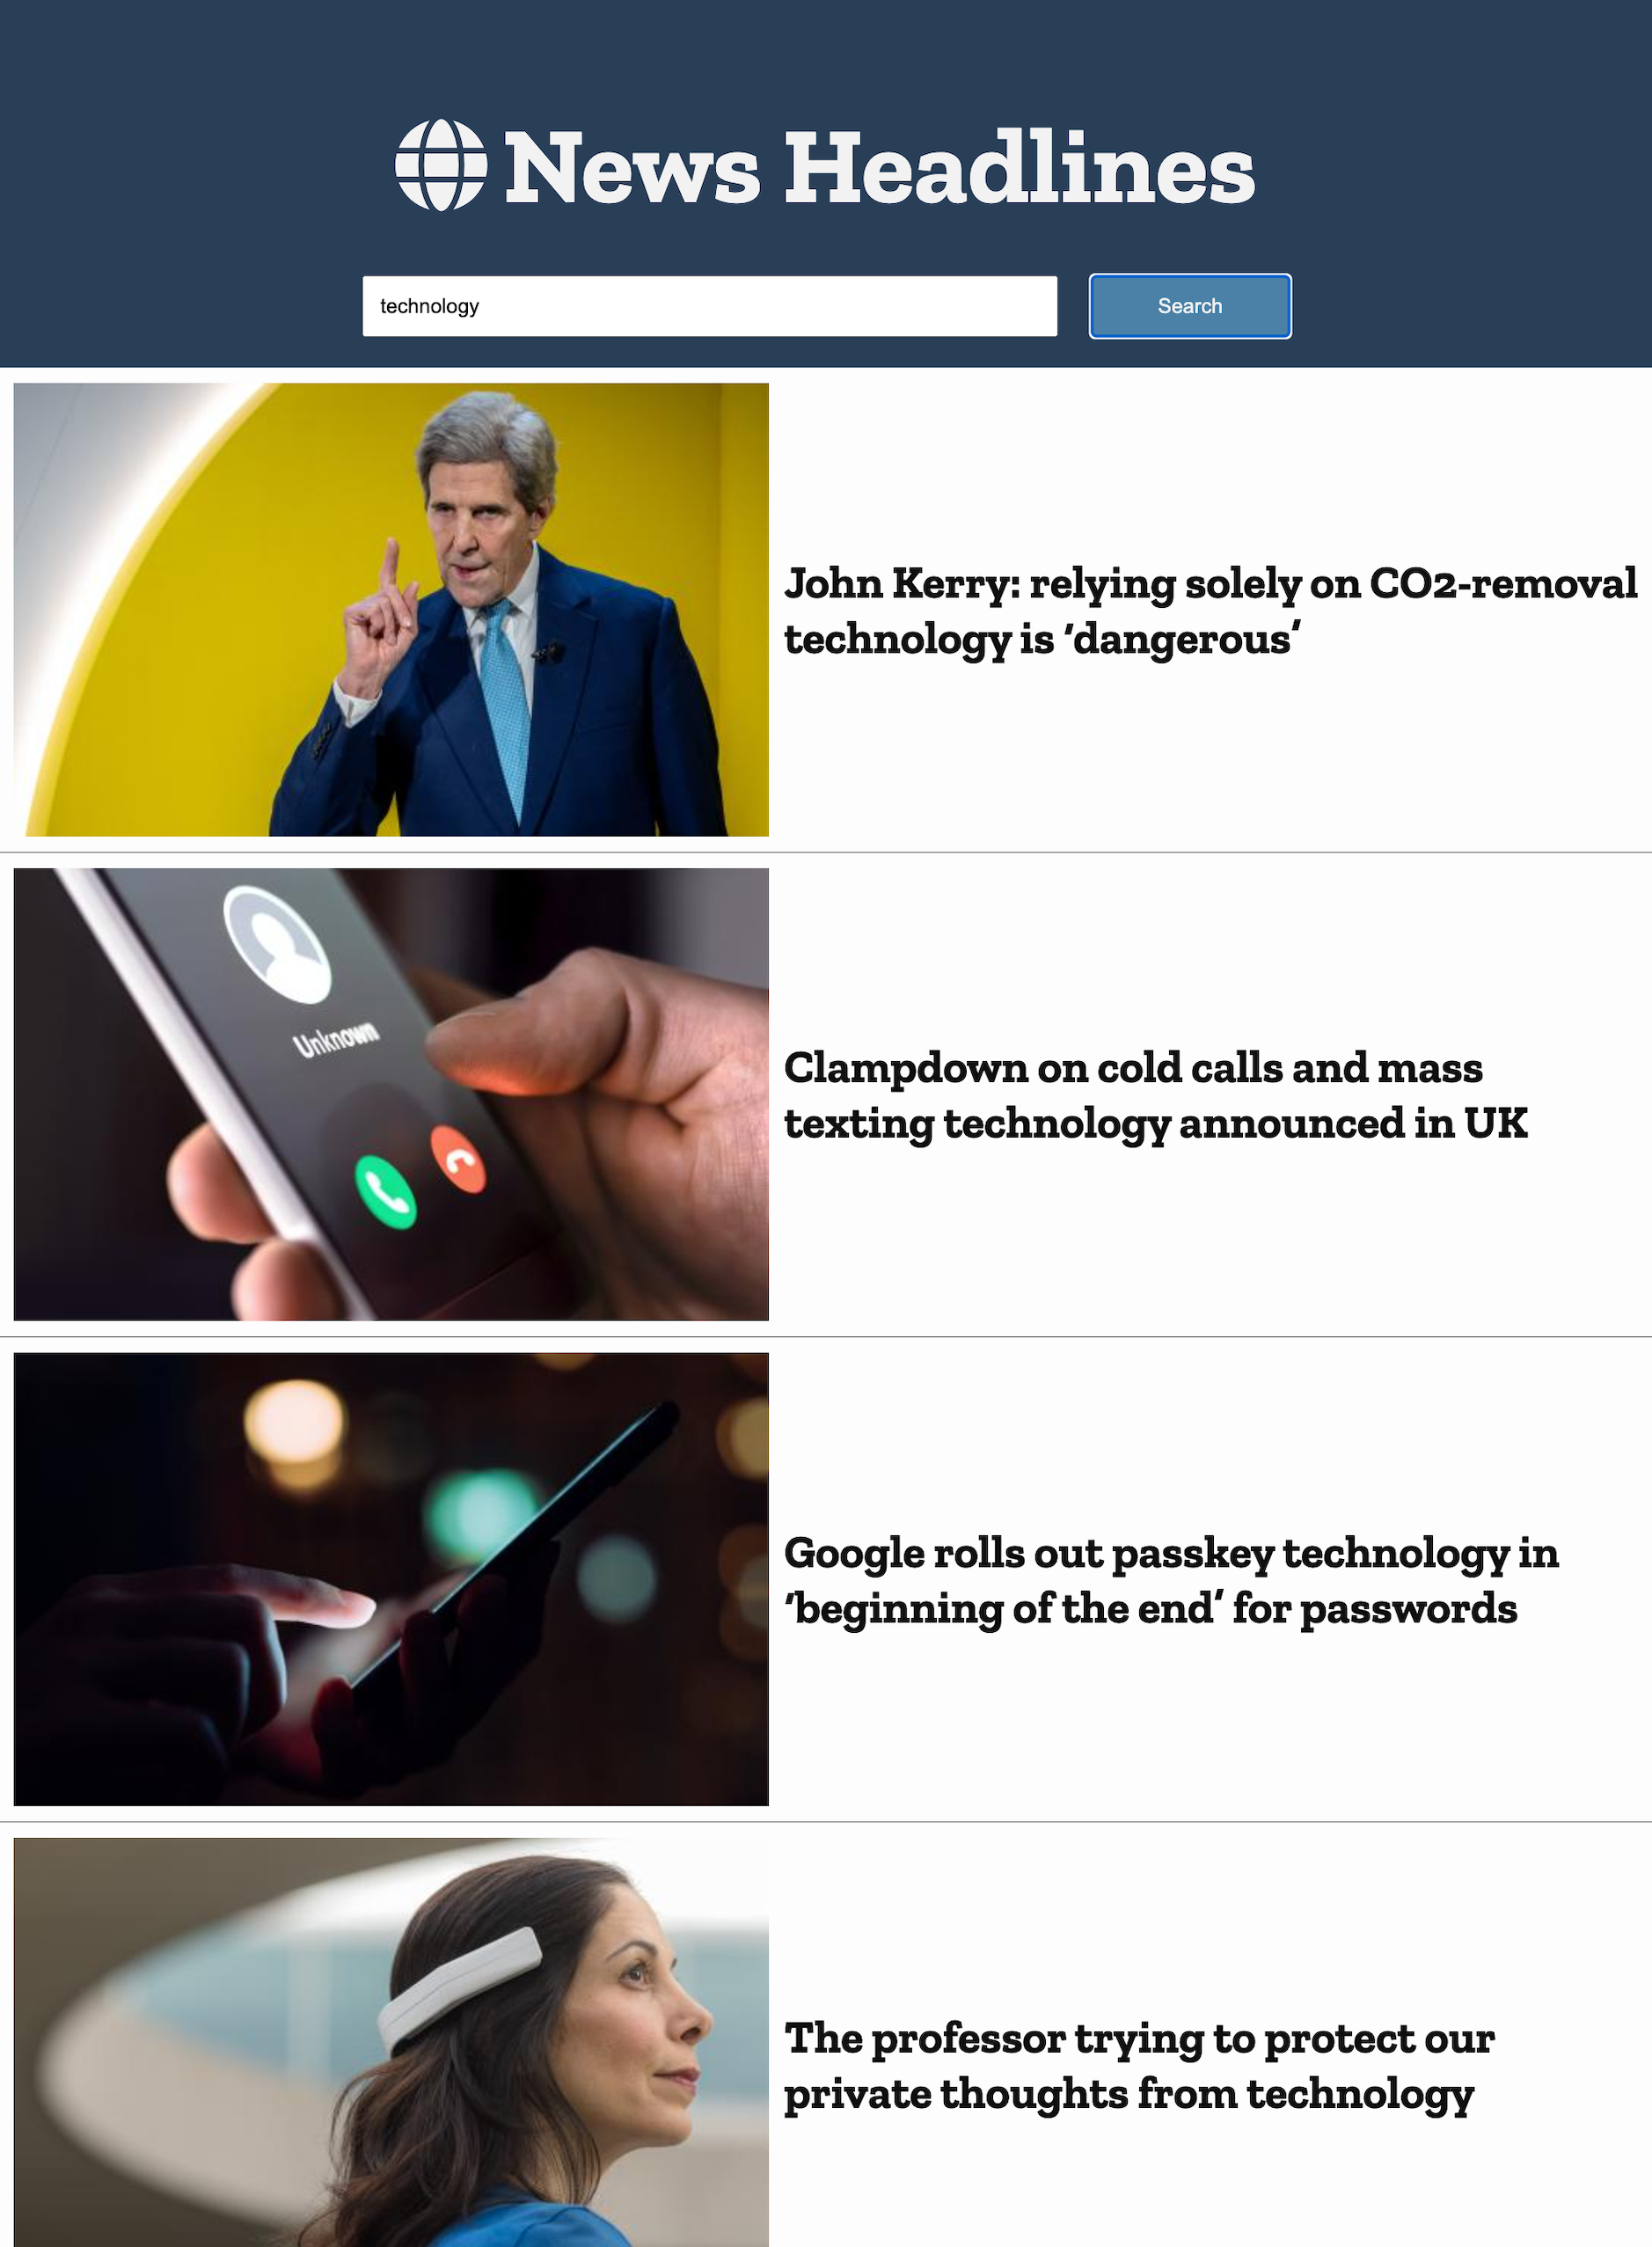 News Headlines
technology
Search
John Kerry: relying solely on CO2-removal
technology is ‘dangerous’
Unknown
Clampdown on cold calls and mass
texting technology announced in UK
Google rolls out passkey technology in
‘beginning of the end’ for passwords
The professor trying to protect our
private thoughts from technology